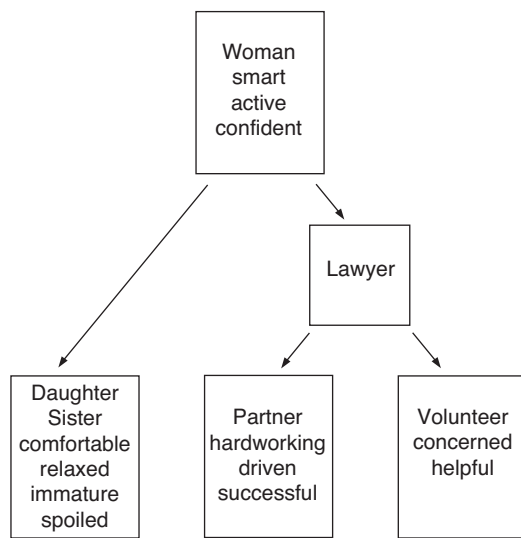 Woman
smart
active
confident
Lawyer
Daughter
Sister
comfortable
relaxed
immature
spoiled
Partner
hardworking
driven
successful
Volunteer
concerned
helpful